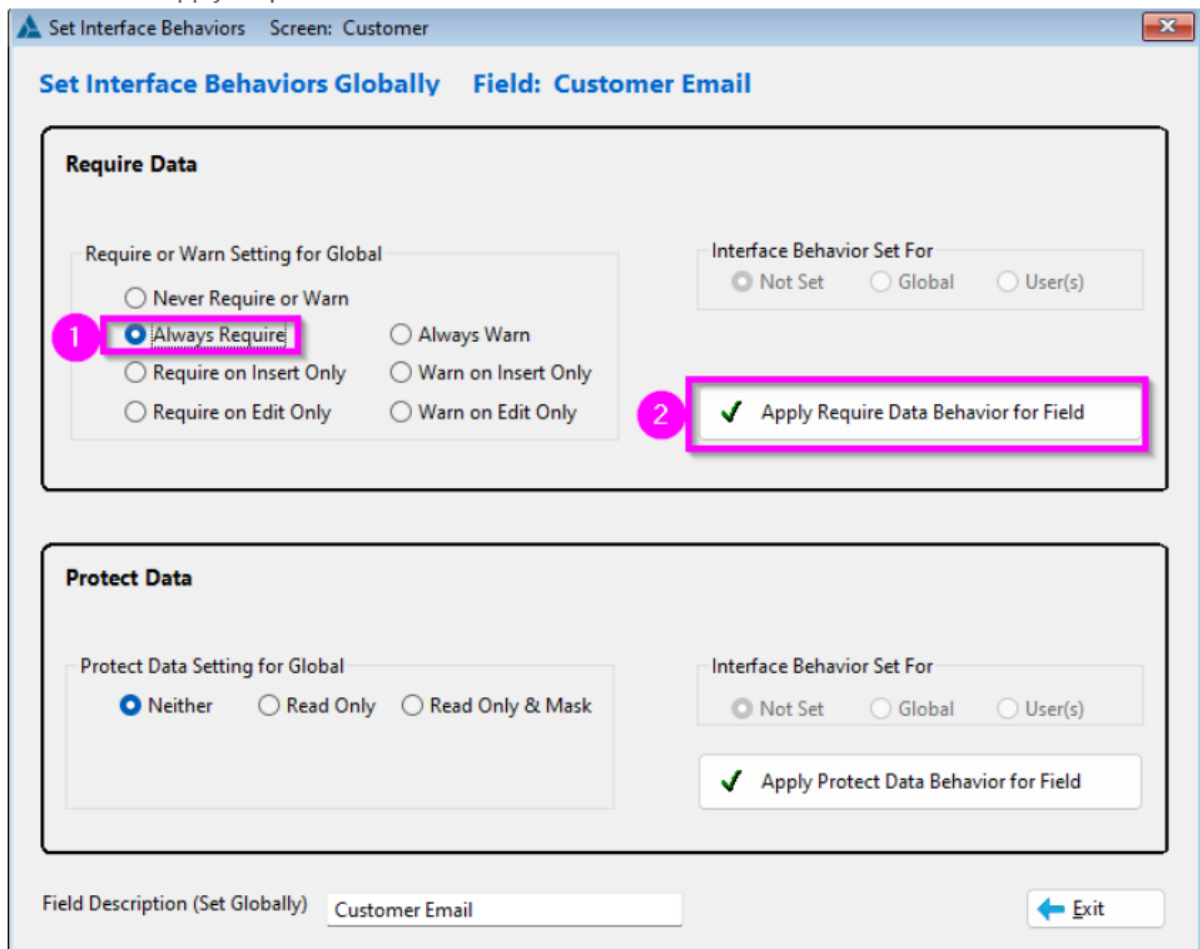 Set Interface Behaviors Screen: Customer
Set Interface Behaviors Globally Field: Customer Email
Require Data
Require or Warn Setting for Global
Never Require or Warn
1 Always Require
Always Warn
Require on Insert Only
Warn on Insert Only
Require on Edit Only
Warn on Edit Only
Interface Behavior Set For
Not Set Global User(s)
2 Apply Require Data Behavior for Field
Protect Data
Protect Data Setting for Global
Neither Read Only Read Only & Mask
Interface Behavior Set For
Not Set Global User(s)
Apply Protect Data Behavior for Field
Field Description (Set Globally) Customer Email
Exit